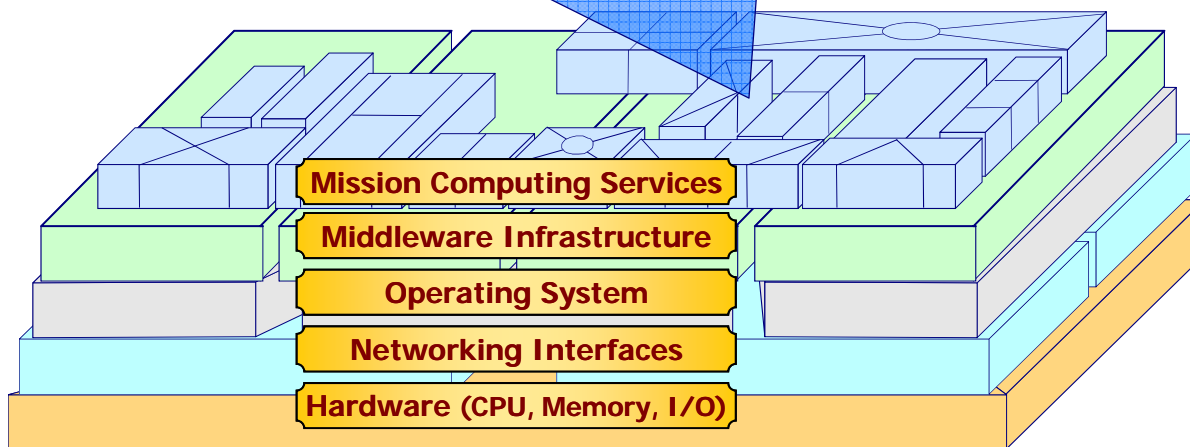 Mission Computing Services
Middleware Infrastructure
Operating System
Networking Interfaces
Hardware (CPU, Memory, I/O)